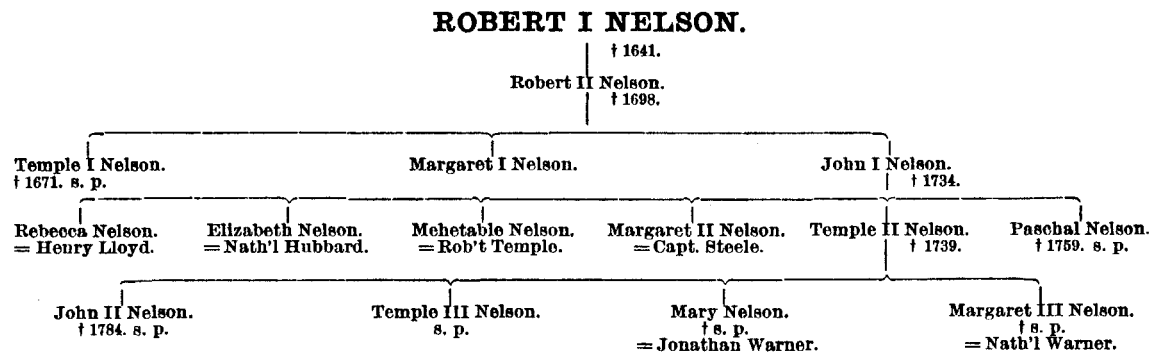 ROBERT I NELSON.
† 1641.
Robert II Nelson.
† 1698.
Temple I Nelson. Margaret I Nelson. John I Nelson.
† 1671. s. p. † 1734.
Rebecca Nelson. Elizabeth Nelson. Mehetable Nelson. Margaret II Nelson. Temple II Nelson. Paschal Nelson.
= Henry Lloyd. = Nath'l Hubbard. = Rob't Temple. = Capt. Steele. † 1739. † 1759. s. p.
John II Nelson. Temple III Nelson. Mary Nelson. Margaret III Nelson.
† 1784. s. p. s. p. † s. p. † s. p.
= Jonathan Warner. = Nath'l Warner.